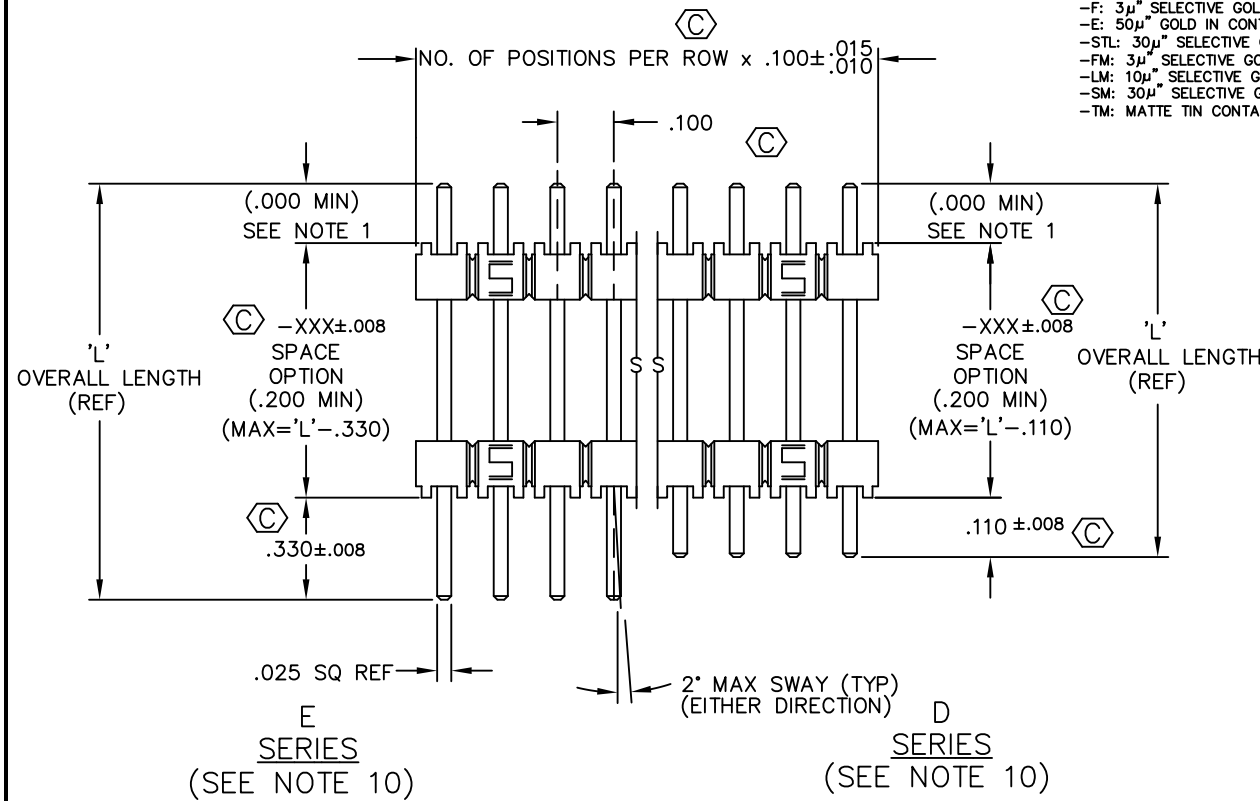 -F: 3µ" SELECTIVE
-E: 50µ" GOLD IN
-STL: 30µ" SELECTIVE
-FM: 3µ" SELECTIVE
-LM: 10µ" SELECTIVE
-SM: 30µ" SELECTIVE
-TM: MATTE TIN
C
NO. OF POSITIONS PER ROW x .100±.015
.010
.100
C
(.000 MIN)
SEE NOTE 1
(.000 MIN)
SEE NOTE 1
S
S
C -XXX±.008
SPACE
OPTION
(.200 MIN)
(MAX='L'-.330)
'L'
OVERALL LENGTH
(REF)
S S
C
-XXX±.008
SPACE
OPTION
(.200 MIN)
(MAX='L'-.110)
'L'
OVERALL LENGTH
(REF)
S
S
C
.330±.008
.110 ±.008 C
.025 SQ REF
2° MAX SWAY (TYP)
(EITHER DIRECTION)
E
SERIES
(SEE NOTE 10)
D
SERIES
(SEE NOTE 10)